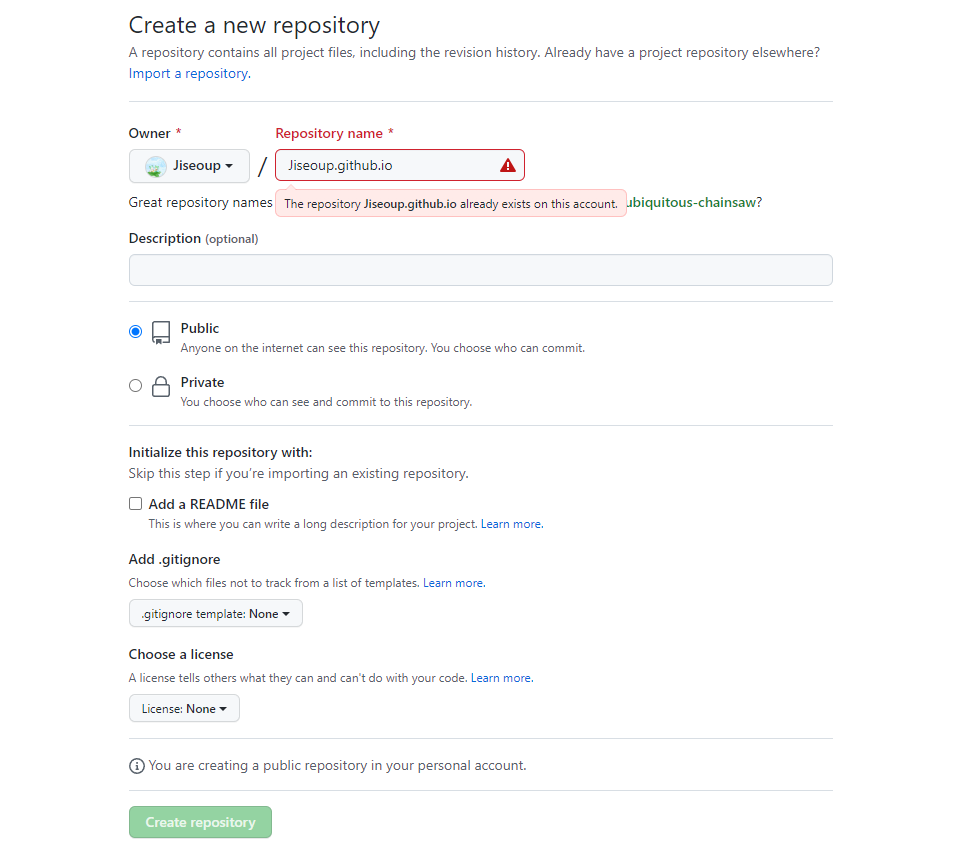 Create a new repository
A repository contains all project files, including the revision history. Already have a project repository elsewhere?
Import a repository.
Owner * Repository name *
Jiseoup / Jiseoup.github.io
Great repository names ubiquitous-chainsaw?
The repository Jiseoup.github.io already exists on this account.
Description (optional)
Public
Anyone on the internet can see this repository. You choose who can commit.
Private
You choose who can see and commit to this repository.
Initialize this repository with:
Skip this step if you're importing an existing repository.
Add a README file
This is where you can write a long description for your project. Learn more.
Add .gitignore
Choose which files not to track from a list of templates. Learn more.
.gitignore template: None
Choose a license
A license tells others what they can and can't do with your code. Learn more.
License: None
You are creating a public repository in your personal account.
Create repository